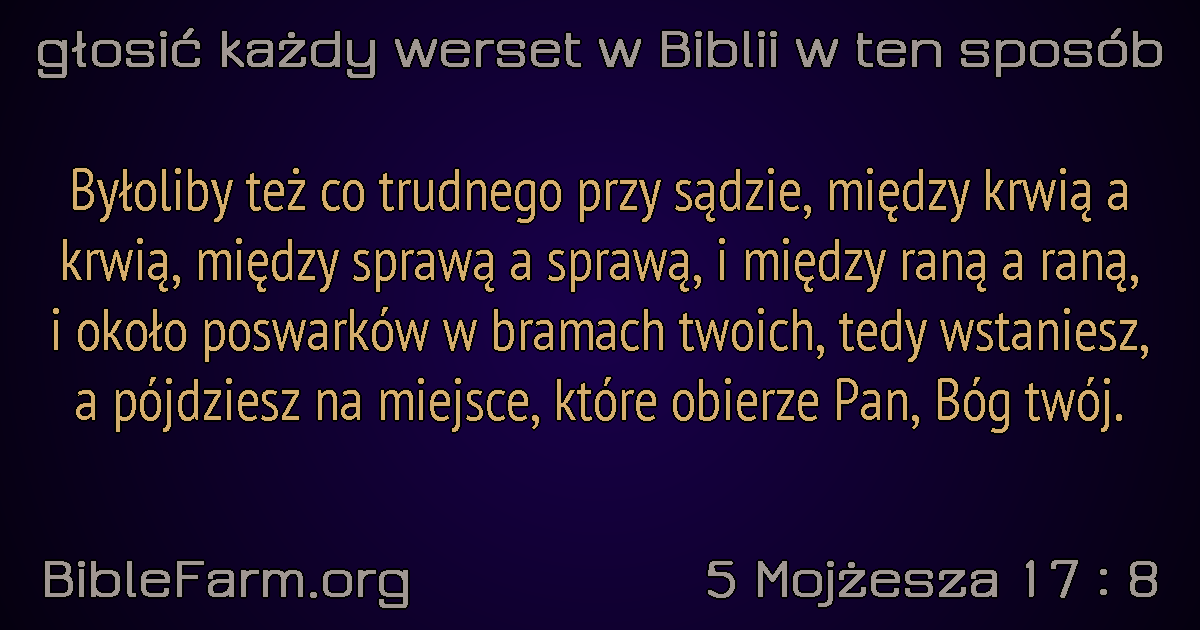 głosić każdy werset w Biblii w ten sposób
Byłoliby też co trudnego przy sądzie, między krwią a
krwią, między sprawą a sprawą, i między raną a raną,
i około poswarków w bramach twoich, tedy wstaniesz,
a pójdziesz na miejsce, które obierze Pan, Bóg twój.
BibleFarm.org
5 Mojżesza 17 : 8